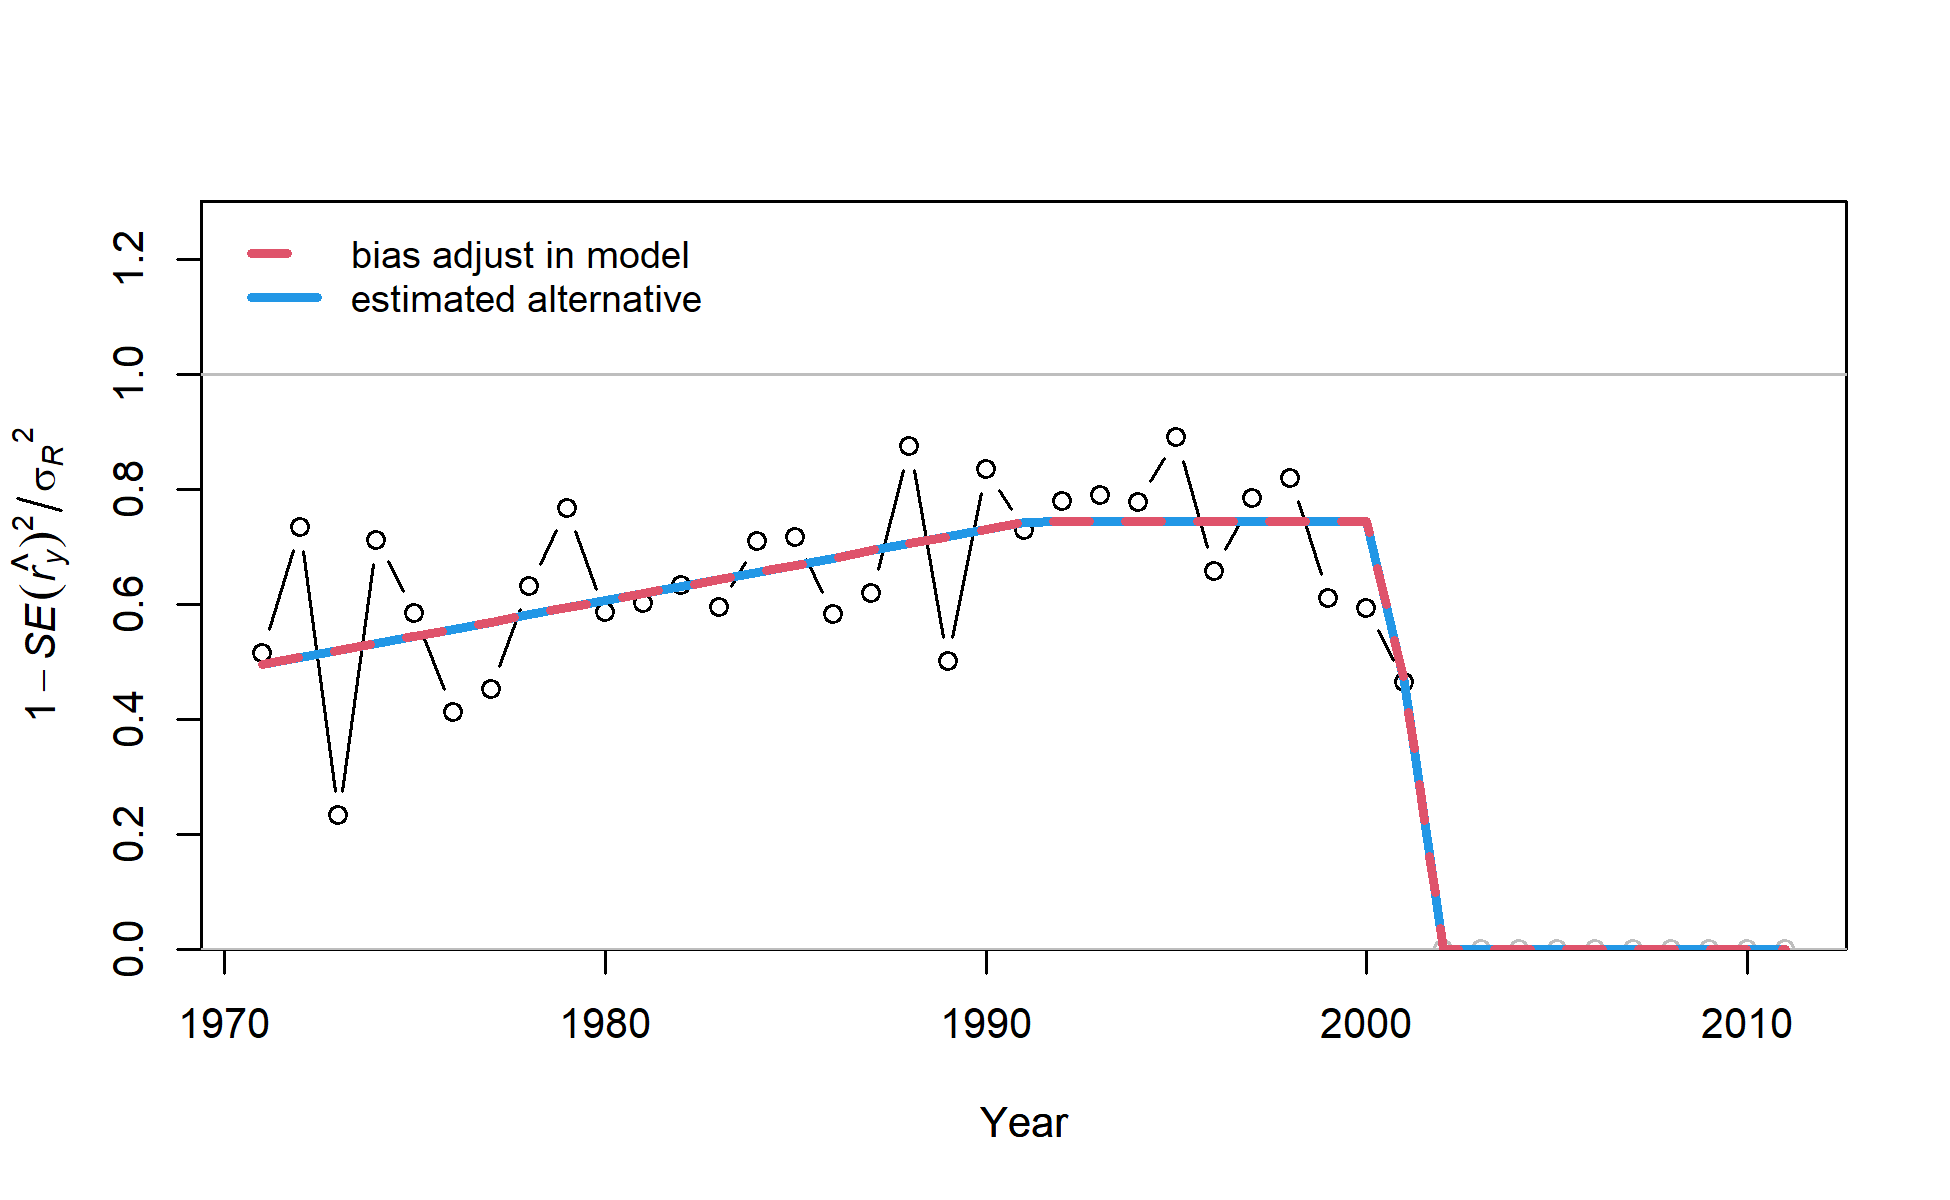 bias adjust in model
estimated alternative
1 − SE(r̂y)² / σR²
1.2
1.0
0.8
0.6
0.4
0.2
0.0
1970 1980 1990 2000 2010
Year